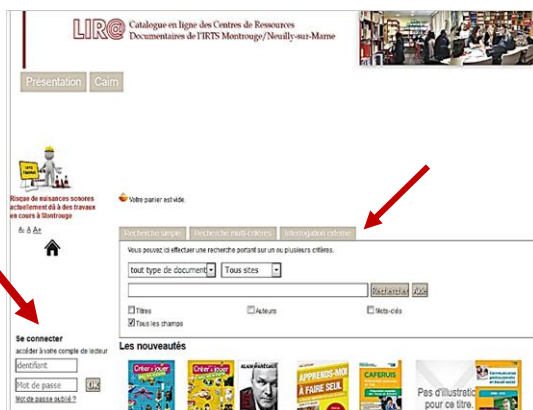 LIR@
Catalogue en ligne des Centres de Ressources
Documentaires de l'IRTS Montrouge/Neuilly-sur-Marne
Présentation
Cairn
Risque de nuisances sonores
actuellement dû à des travaux
en cours à Montrouge
A- A A+
Votre panier est vide.
Recherche simple
Recherche multi-critères
Interrogation externe
Vous pouvez ici effectuer une recherche portant sur un ou plusieurs critères.
tout type de document
Tous sites
Rechercher
Aide
Titres
Auteurs
Mots-clés
Tous les champs
Se connecter
accéder à votre compte de lecteur
identifiant
Mot de passe
OK
Mot de passe oublié ?
Les nouveautés
Créer & jouer
Créer & jouer
APPRENDS-MOI
À FAIRE SEUL
CAFERUIS
Pas d'illustratio
pour ce titre.